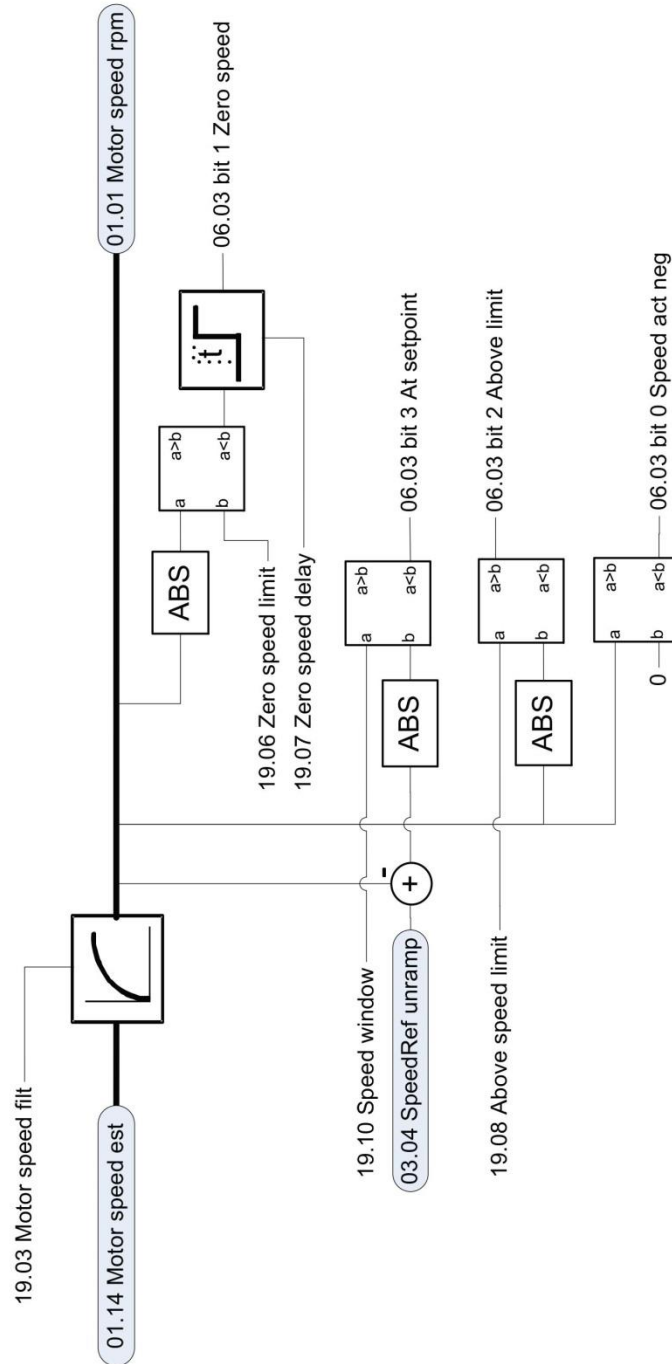 19.03 Motor speed filt
01.14 Motor speed est
01.01 Motor speed rpm
ABS
a
b
a>b
a<b
t
06.03 bit 1 Zero speed
19.06 Zero speed limit
19.07 Zero speed delay
19.10 Speed window
03.04 SpeedRef unramp
-
+
ABS
a
b
a>b
a<b
06.03 bit 3 At setpoint
19.08 Above speed limit
ABS
a
b
a>b
a<b
06.03 bit 2 Above limit
0
a
b
a>b
a<b
06.03 bit 0 Speed act neg